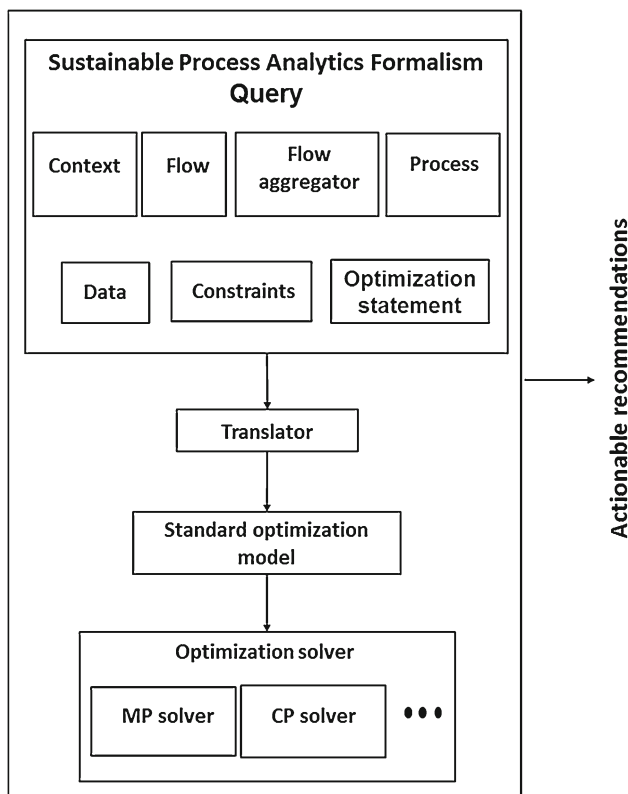 Sustainable Process Analytics Formalism
Query
Context
Flow
Flow
aggregator
Process
Data
Constraints
Optimization
statement
Translator
Standard optimization
model
Optimization solver
MP solver
CP solver
Actionable recommendations